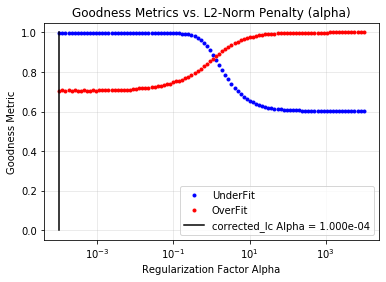 Goodness Metrics vs. L2-Norm Penalty (alpha)
1.0
0.8
0.6
0.4
0.2
0.0
Goodness Metric
UnderFit
OverFit
corrected_lc Alpha = 1.000e-04
10⁻³ 10⁻¹ 10¹ 10³
Regularization Factor Alpha